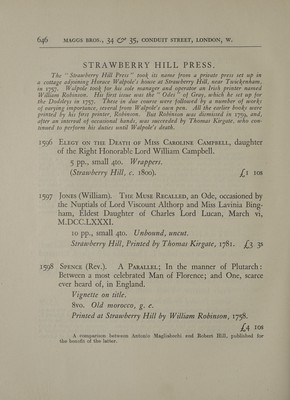 646 MAGGS BROS., 34 & 35, CONDUIT STREET, LONDON, W.
STRAWBERRY HILL PRESS.
The "Strawberry Hill Press" took its name from a private press set up in
a cottage adjoining Horace Walpole's house at Strawberry Hill, near Twickenham,
in 1757. Walpole took for his sole manager and operator an Irish printer named
William Robinson. His first issue was the "Odes" of Gray, which he set up for
the Dodsleys in 1757. These in due course were followed by a number of works
of varying importance, several from Walpole's own pen. All the earlier books were
printed by his first printer, Robinson. But Robinson was dismissed in 1759, and,
after an interval of occasional hands, was succeeded by Thomas Kirgate, who con-
tinued to perform his duties until Walpole's death.
1596 Elegy on the Death of Miss Caroline Campbell, daughter
of the Right Honorable Lord William Campbell.
5 pp., small 4to. Wrappers.
(Strawberry Hill, c. 1800). £1 10s
1597 Jones (William). The Muse Recalled, an Ode, occasioned by
the Nuptials of Lord Viscount Althorp and Miss Lavinia Bing-
ham, Eldest Daughter of Charles Lord Lucan, March vi,
M.DCC.LXXXI.
10 pp., small 4to. Unbound, uncut.
Strawberry Hill, Printed by Thomas Kirgate, 1781. £3 3s
1598 Spence (Rev.). A Parallel; In the manner of Plutarch:
Between a most celebrated Man of Florence; and One, scarce
ever heard of, in England.
Vignette on title.
8vo. Old morocco, g. e.
Printed at Strawberry Hill by William Robinson, 1758.
£4 10s
A comparison between Antonio Magliabechi and Robert Hill, published for
the benefit of the latter.